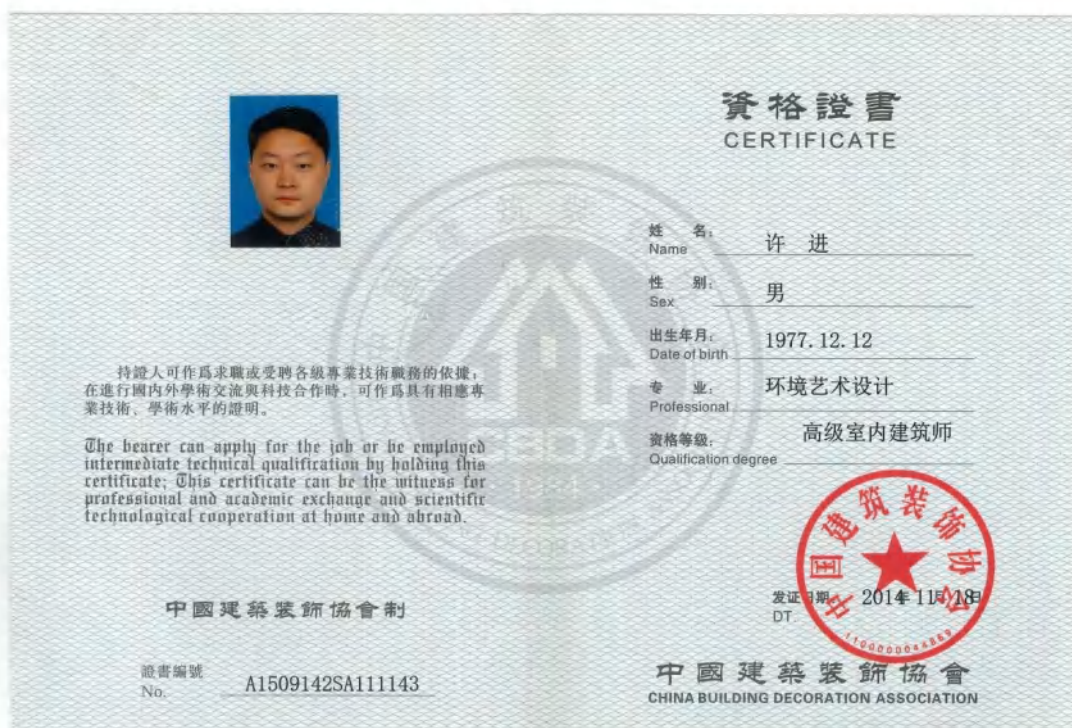 持證人可作爲求職或受聘各級專業技術職務的依據；
在進行國内外學術交流與科技合作時，可作爲具有相應專
業技術、學術水平的證明。
The bearer can apply for the job or be employed
intermediate technical qualification by holding this
certificate; This certificate can be the witness for
professional and academic exchange and scientific
technological cooperation at home and abroad.
中國建築裝飾協會制
證書編號
No. A1509142SA111143
資格證書
CERTIFICATE
姓 名: 许 进
Name
性 别: 男
Sex
出生年月: 1977.12.12
Date of birth
专 业: 环境艺术设计
Professional
资格等级: 高级室内建筑师
Qualification degree
中国建筑装饰协会
发证日期 2014年 11月 18日
DT.
中國建築裝飾協會
CHINA BUILDING DECORATION ASSOCIATION